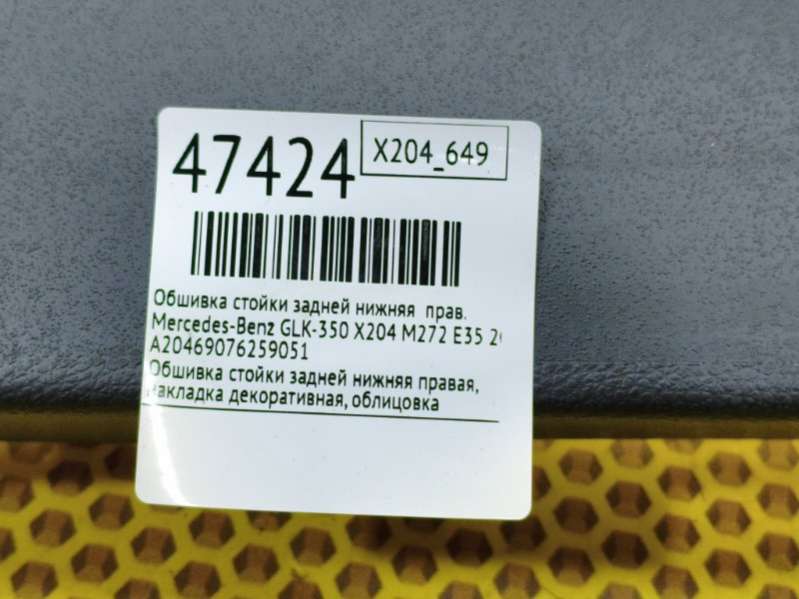 47424
X204_649
Обшивка стойки задней нижняя прав.
Mercedes-Benz GLK-350 X204 M272 E35
A20469076259051
Обшивка стойки задней нижняя правая,
накладка декоративная, облицовка